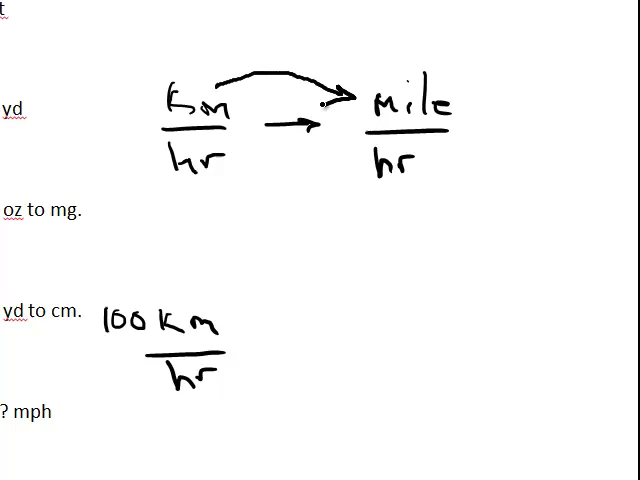 t
yd
Km mile
hr hr
oz to mg.
yd to cm.
100 Km
hr
? mph